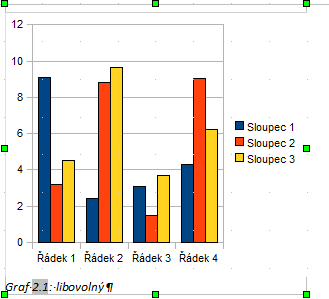 12
10
8
6
4
2
0
Řádek 1 Řádek 2 Řádek 3 Řádek 4
Sloupec 1
Sloupec 2
Sloupec 3
Graf·2.1:·libovolný¶